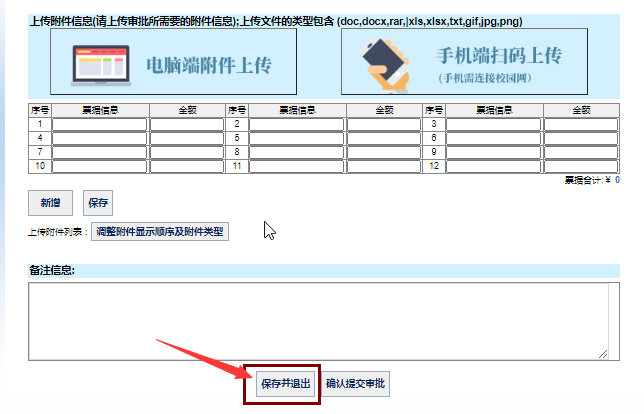 上传附件信息(请上传审批所需要的附件信息);上传文件的类型包含 (doc,docx,rar,|xls,xlsx,txt,gif,jpg,png)
电脑端附件上传
手机端扫码上传
(手机需连接校园网)
序号 票据信息 金额 序号 票据信息 金额 序号 票据信息 金额
1 2 3
4 5 6
7 8 9
10 11 12
票据合计:¥ 0
新增 保存
上传附件列表: 调整附件显示顺序及附件类型
备注信息:
保存并退出 确认提交审批